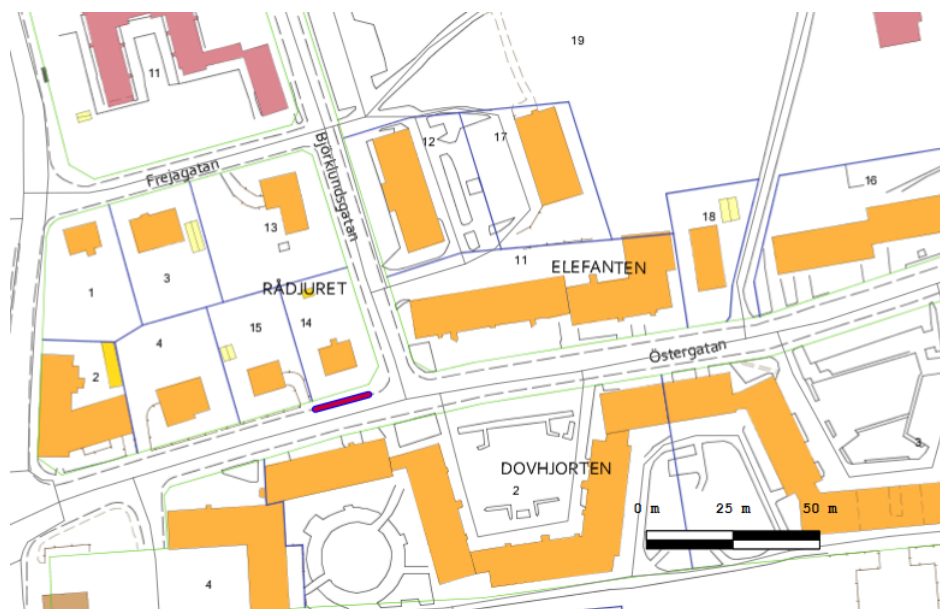 19
11
Björklundsgatan
12
17
Frejagatan
16
18
13
3
11
ELEFANTEN
1
RÅDJURET
15
14
4
Östergatan
2
3
DOVHJORTEN
2
0 m 25 m 50 m
4